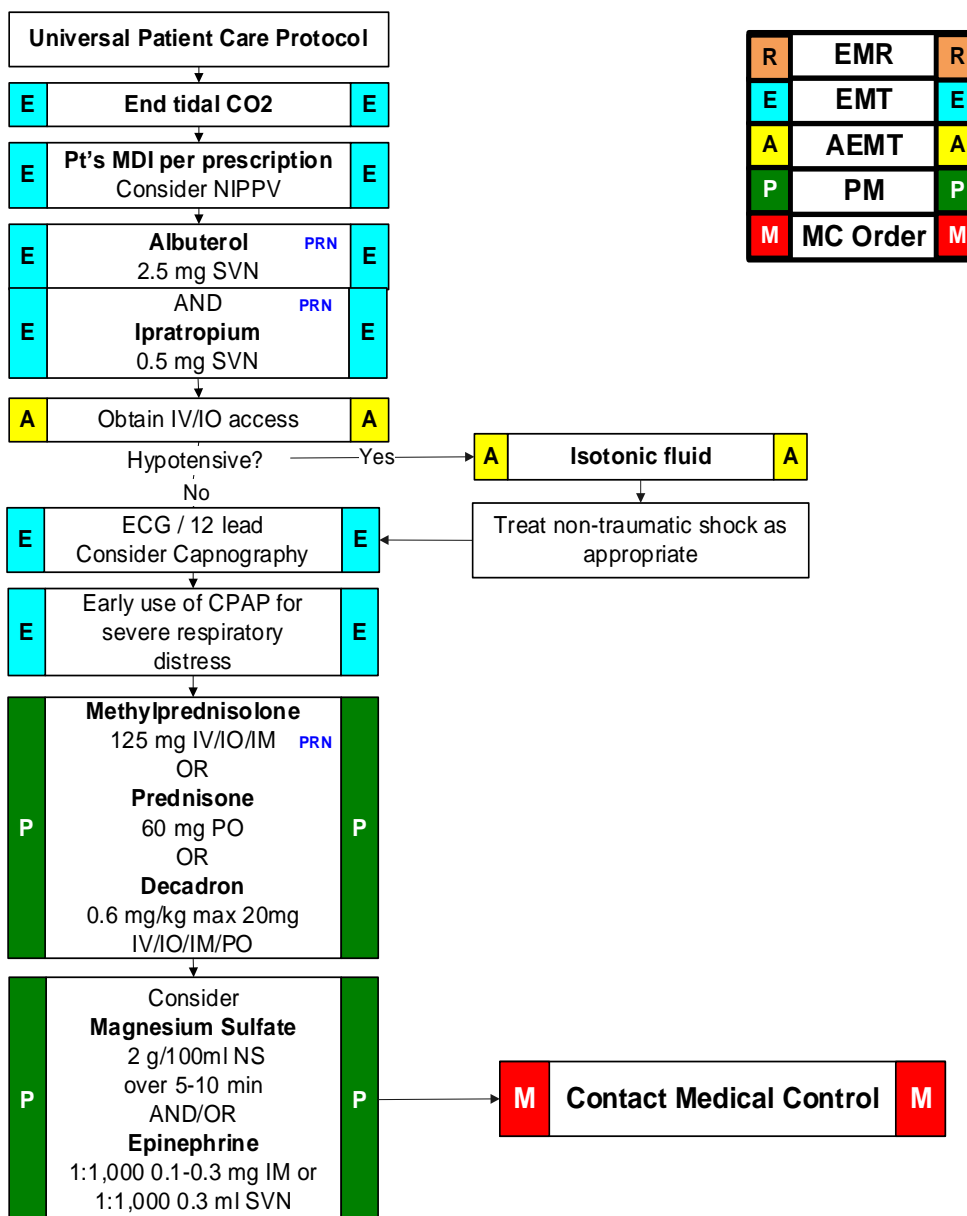 Universal Patient Care Protocol
R EMR R
E EMT E
A AEMT A
P PM P
M MC Order M
E End tidal CO2 E
E Pt's MDI per prescription E
Consider NIPPV
E Albuterol PRN E
2.5 mg SVN
AND PRN
E Ipratropium E
0.5 mg SVN
A Obtain IV/IO access A
Hypotensive? Yes
A Isotonic fluid A
No
Treat non-traumatic shock as
appropriate
E ECG / 12 lead E
Consider Capnography
Early use of CPAP for
E severe respiratory E
distress
Methylprednisolone
125 mg IV/IO/IM PRN
OR
Prednisone
P 60 mg PO P
OR
Decadron
0.6 mg/kg max 20mg
IV/IO/IM/PO
Consider
Magnesium Sulfate
2 g/100ml NS
over 5-10 min
P AND/OR P
Epinephrine
1:1,000 0.1-0.3 mg IM or
1:1,000 0.3 ml SVN
M Contact Medical Control M